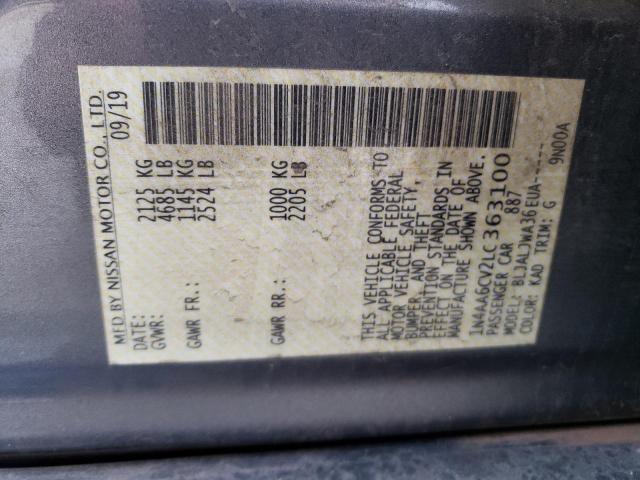 MFD BY NISSAN MOTOR CO., LTD.
DATE: 09/19
GVWR: 2125 KG
4685 LB
GAWR FR.: 1145 KG
2524 LB
GAWR RR.: 1000 KG
2205 LB
THIS VEHICLE CONFORMS TO
ALL APPLICABLE FEDERAL
MOTOR VEHICLE SAFETY,
BUMPER, AND THEFT
PREVENTION STANDARDS IN
EFFECT ON THE DATE OF
MANUFACTURE SHOWN ABOVE.
1N4AA6CV2LC363100
PASSENGER CAR 887
MODEL: BLJALJWA36EUA-----
COLOR: KAD TRIM: G 9N00A